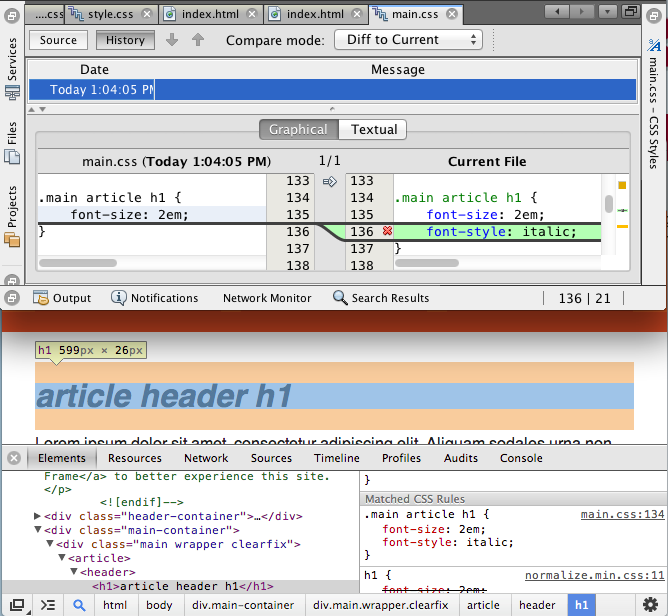 ....css style.css index.html index.html main.css
Source History Compare mode: Diff to Current
Date Message
Today 1:04:05 PM
Graphical Textual
main.css (Today 1:04:05 PM) 1/1 Current File
133 133
.main article h1 { 134 134 .main article h1 {
font-size: 2em; 135 135 font-size: 2em;
} 136 136 font-style: italic;
137 137 }
138 138
Services
Files
Projects
main.css - CSS Styles
Output Notifications Network Monitor Search Results 136 | 21
h1 599px × 26px
article header h1
Lorem ipsum dolor sit amet, consectetur adipiscing elit. Aliquam sodales urna non
Elements Resources Network Sources Timeline Profiles Audits Console
Frame</a> to better experience this site.
</p>
<![endif]-->
<div class="header-container">…</div>
<div class="main-container">
<div class="main wrapper clearfix">
<article>
<header>
<h1>article header h1</h1>
}
Matched CSS Rules
.main article h1 { main.css:134
font-size: 2em;
font-style: italic;
}
h1 { normalize.min.css:11
font-size: 2em;
html body div.main-container div.main.wrapper.clearfix article header h1